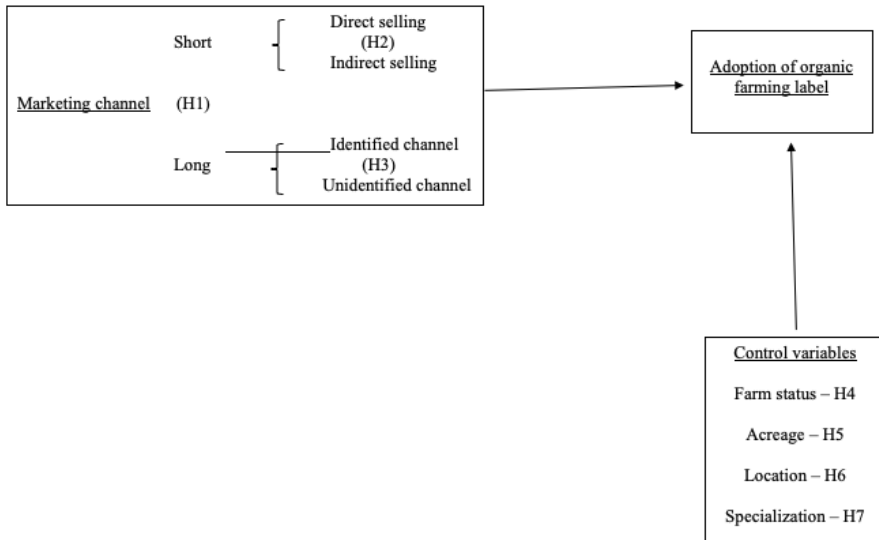 Short
Direct selling
(H2)
Indirect selling
Marketing channel (H1)
Long
Identified channel
(H3)
Unidentified channel
Adoption of organic
farming label
Control variables
Farm status – H4
Acreage – H5
Location – H6
Specialization – H7